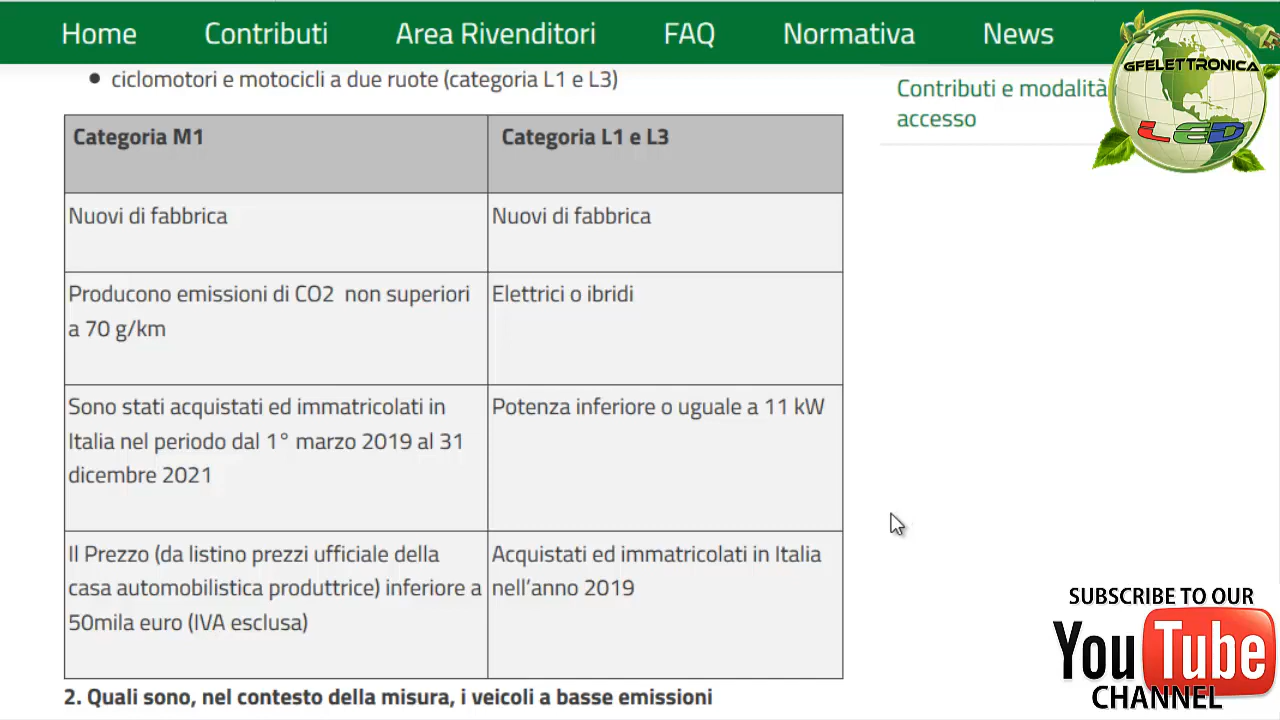 Home Contributi Area Rivenditori FAQ Normativa News
GFELETTRONICA
LED
ciclomotori e motocicli a due ruote (categoria L1 e L3)
Contributi e modalità
accesso
Categoria M1
Categoria L1 e L3
Nuovi di fabbrica
Nuovi di fabbrica
Producono emissioni di CO2 non superiori
a 70 g/km
Elettrici o ibridi
Sono stati acquistati ed immatricolati in
Italia nel periodo dal 1° marzo 2019 al 31
dicembre 2021
Potenza inferiore o uguale a 11 kW
Il Prezzo (da listino prezzi ufficiale della
casa automobilistica produttrice) inferiore a
50mila euro (IVA esclusa)
Acquistati ed immatricolati in Italia
nell'anno 2019
2. Quali sono, nel contesto della misura, i veicoli a basse emissioni
SUBSCRIBE TO OUR
YouTube
CHANNEL